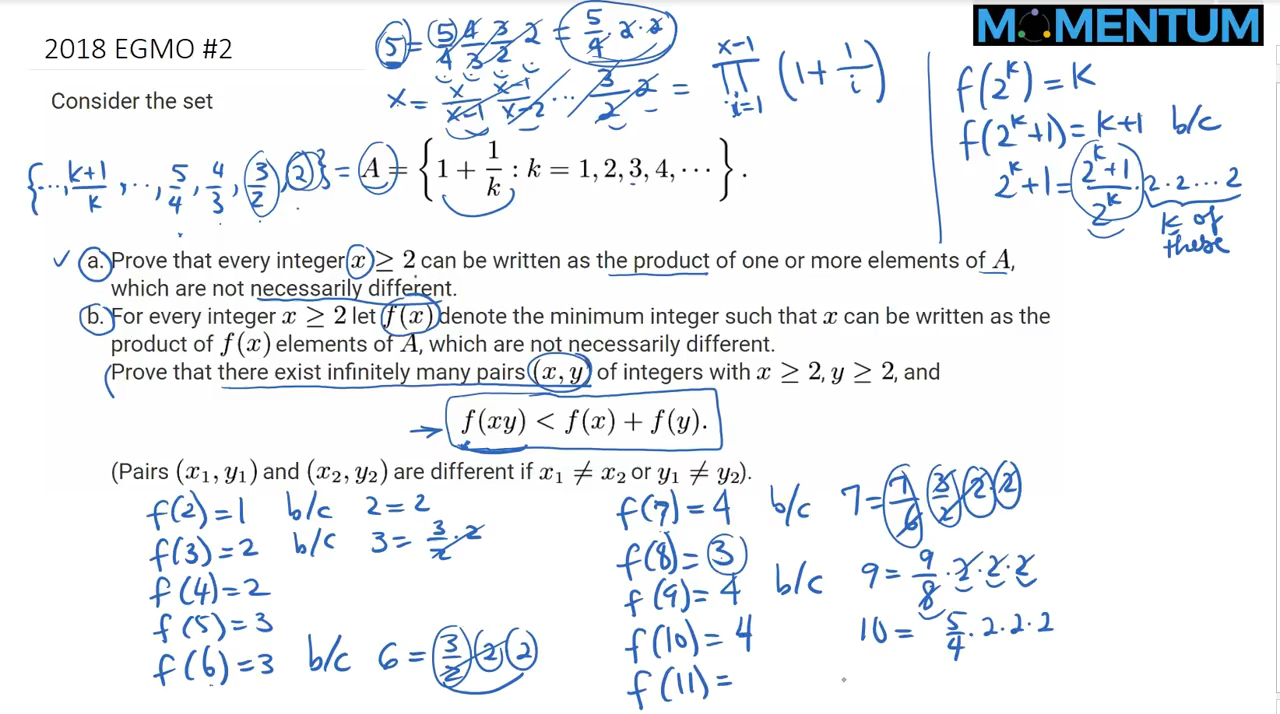 MOMENTUM
2018 EGMO #2
5 = 5/4 · 4/3 · 3/2 · 2 = 5/4 · 2 · 2
Consider the set
x = x/(x-1) · (x-1)/(x-2) ··· 3/2 · 2 = ∏_{i=1}^{x-1} (1 + 1/i)
f(2^k) = k
f(2^k+1) = k+1 b/c
2^k+1 = (2^k+1)/2^k · 2 · 2 ... 2
k of
these
{..., (k+1)/k, ..., 5/4, 4/3, 3/2, 2} = A = {1 + 1/k : k = 1, 2, 3, 4, ···}.
a. Prove that every integer x ≥ 2 can be written as the product of one or more elements of A,
which are not necessarily different.
b. For every integer x ≥ 2 let f(x) denote the minimum integer such that x can be written as the
product of f(x) elements of A, which are not necessarily different.
Prove that there exist infinitely many pairs (x, y) of integers with x ≥ 2, y ≥ 2, and
f(xy) < f(x) + f(y).
(Pairs (x₁, y₁) and (x₂, y₂) are different if x₁ ≠ x₂ or y₁ ≠ y₂).
f(2) = 1 b/c 2 = 2
f(3) = 2 b/c 3 = 3/2 · 2
f(4) = 2
f(5) = 3
f(6) = 3 b/c 6 = (3/2)(2)(2)
f(7) = 4 b/c 7 = (7/6)(3/2)(2)(2)
f(8) = 3
f(9) = 4 b/c 9 = 9/8 · 2 · 2 · 2
f(10) = 4 10 = 5/4 · 2 · 2 · 2
f(11) =